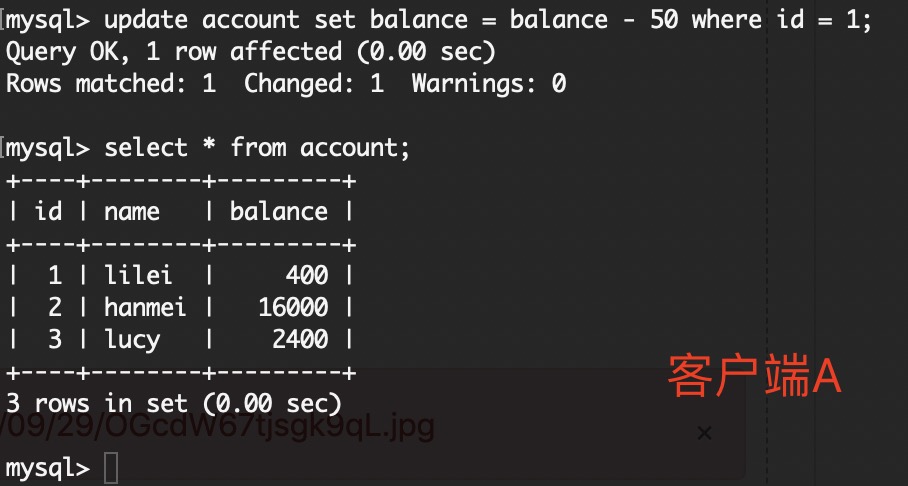 mysql> update account set balance = balance - 50 where id = 1;
Query OK, 1 row affected (0.00 sec)
Rows matched: 1  Changed: 1  Warnings: 0
mysql> select * from account;
+----+--------+---------+
| id | name   | balance |
+----+--------+---------+
|  1 | lilei  |     400 |
|  2 | hanmei |   16000 |
|  3 | lucy   |    2400 |
+----+--------+---------+
客户端A
3 rows in set (0.00 sec)
/09/29/OGcdW67tjsgk9qL.jpg
mysql>